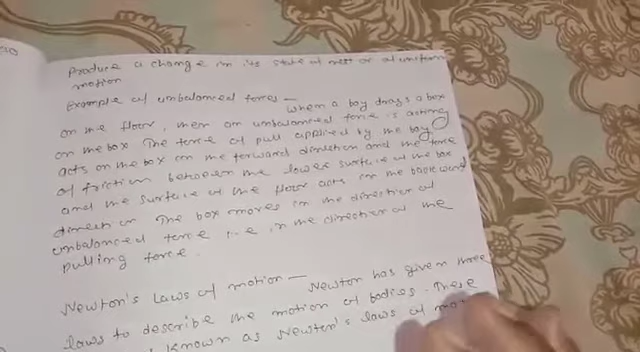 Produce a change in its state of rest or of uniform
motion.
Example of unbalanced forces —
when a boy drags a box
on the floor, then an unbalanced force is acting
on the box The force of pull applied by the boy
acts on the box in the forward direction and the force
of friction between the lower surface of the box
and the surface of the floor acts in the backward
direction The box moves in the direction of
unbalanced force i.e in the direction of the
pulling force.
Newton's Laws of motion —
Newton has given three
laws to describe the motion of bodies. These
known as Newton's laws of